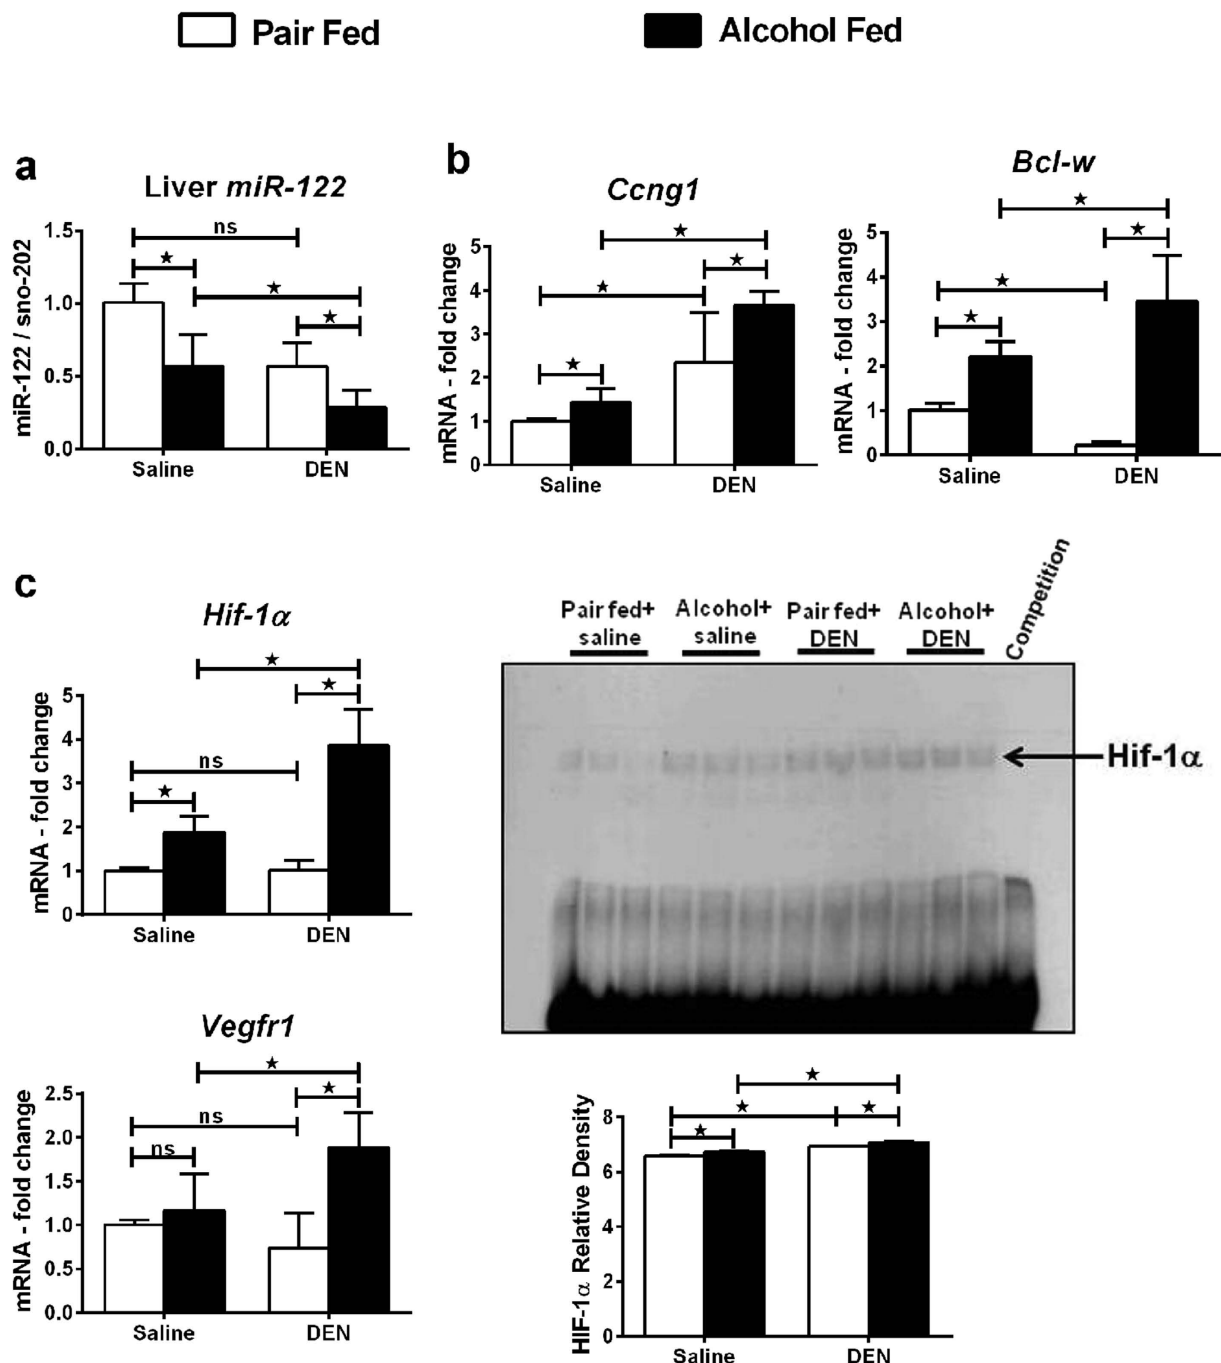 Pair Fed
Alcohol Fed
a
Liver miR-122
miR-122 / sno-202
1.5
1.0
0.5
0.0
ns
★
★
★
Saline
DEN
b
Ccng1
mRNA - fold change
5
4
3
2
1
0
★
★
★
★
Saline
DEN
Bcl-w
mRNA - fold change
5
4
3
2
1
0
★
★
★
★
Saline
DEN
c
Hif-1α
mRNA - fold change
5
4
3
2
1
0
★
★
ns
★
Saline
DEN
Pair fed+
saline
Alcohol+
saline
Pair fed+
DEN
Alcohol+
DEN
Competition
Hif-1α
Vegfr1
mRNA - fold change
2.5
2.0
1.5
1.0
0.5
0.0
★
★
ns
ns
Saline
DEN
HIF-1α Relative Density
8
6
4
2
0
★
★
★
★
Saline
DEN